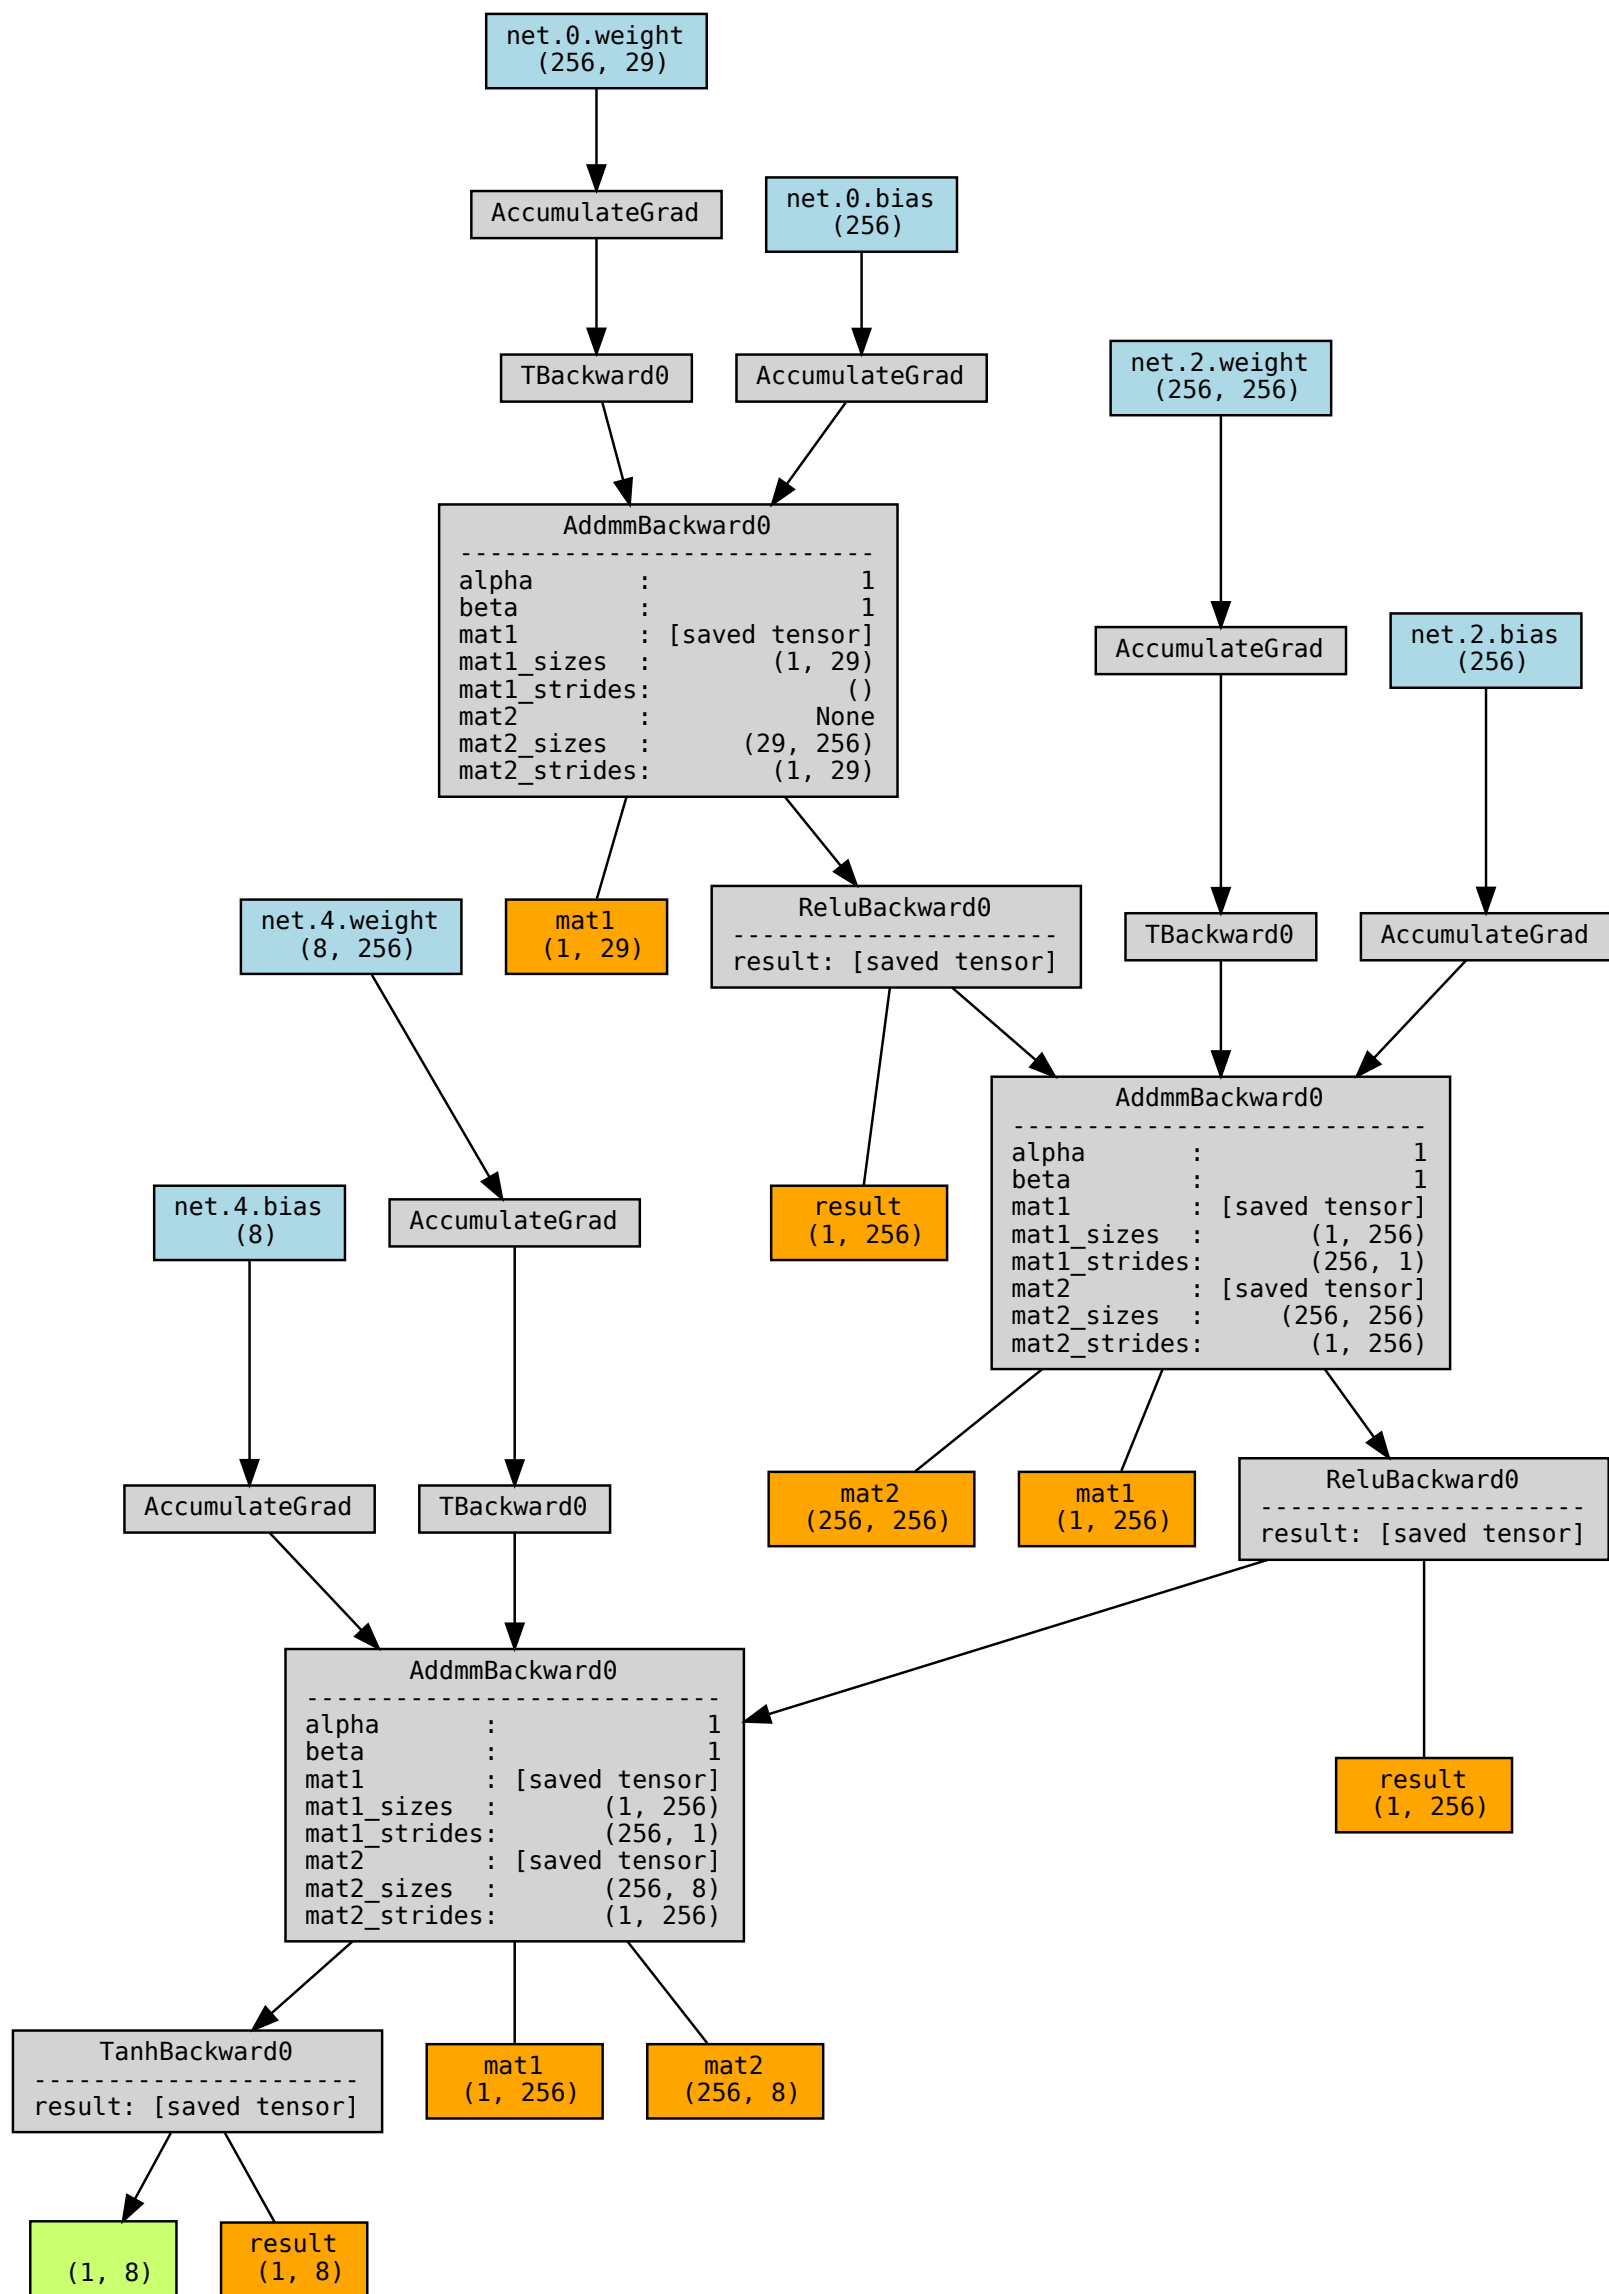 net.0.weight
(256, 29)
AccumulateGrad
net.0.bias
(256)
TBackward0
AccumulateGrad
net.2.weight
(256, 256)
AddmmBackward0
----------------------------
alpha       :              1
beta        :              1
mat1        : [saved tensor]
mat1_sizes  :        (1, 29)
mat1_strides:             ()
mat2        :           None
mat2_sizes  :      (29, 256)
mat2_strides:        (1, 29)
AccumulateGrad
net.2.bias
(256)
net.4.weight
(8, 256)
mat1
(1, 29)
ReluBackward0
----------------------
result: [saved tensor]
TBackward0
AccumulateGrad
AddmmBackward0
----------------------------
alpha       :              1
beta        :              1
mat1        : [saved tensor]
mat1_sizes  :       (1, 256)
mat1_strides:       (256, 1)
mat2        : [saved tensor]
mat2_sizes  :     (256, 256)
mat2_strides:       (1, 256)
net.4.bias
(8)
AccumulateGrad
result
(1, 256)
AccumulateGrad
TBackward0
mat2
(256, 256)
mat1
(1, 256)
ReluBackward0
----------------------
result: [saved tensor]
AddmmBackward0
----------------------------
alpha       :              1
beta        :              1
mat1        : [saved tensor]
mat1_sizes  :       (1, 256)
mat1_strides:       (256, 1)
mat2        : [saved tensor]
mat2_sizes  :       (256, 8)
mat2_strides:       (1, 256)
result
(1, 256)
TanhBackward0
----------------------
result: [saved tensor]
mat1
(1, 256)
mat2
(256, 8)
(1, 8)
result
(1, 8)